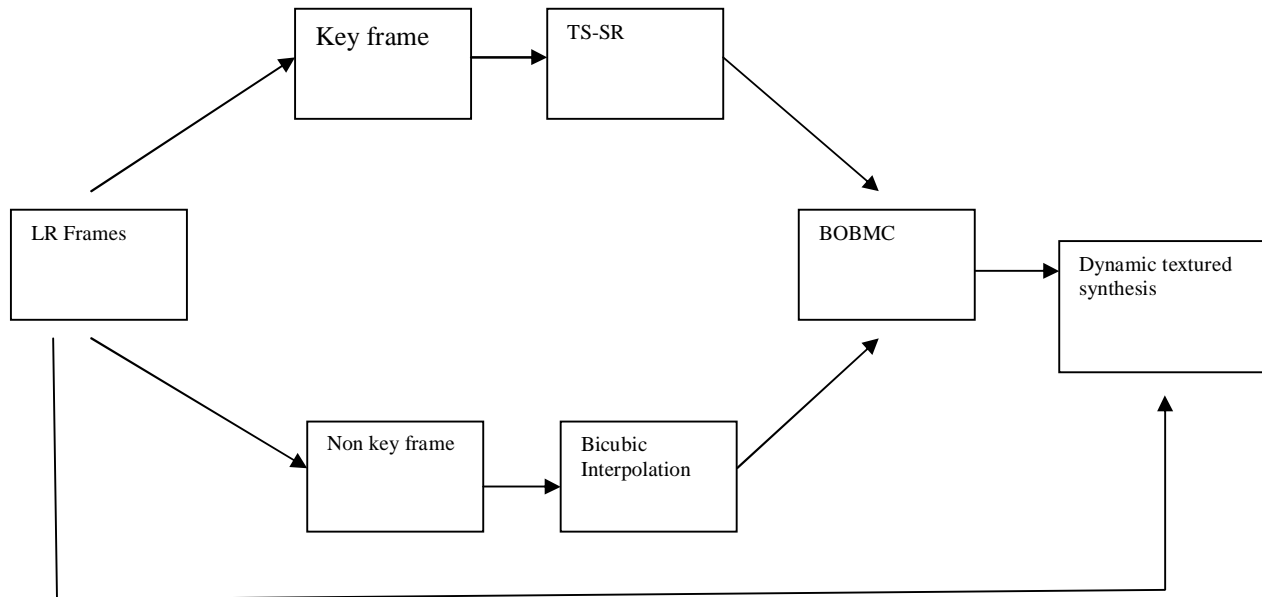 Key frame
TS-SR
LR Frames
BOBMC
Dynamic textured
synthesis
Non key frame
Bicubic
Interpolation